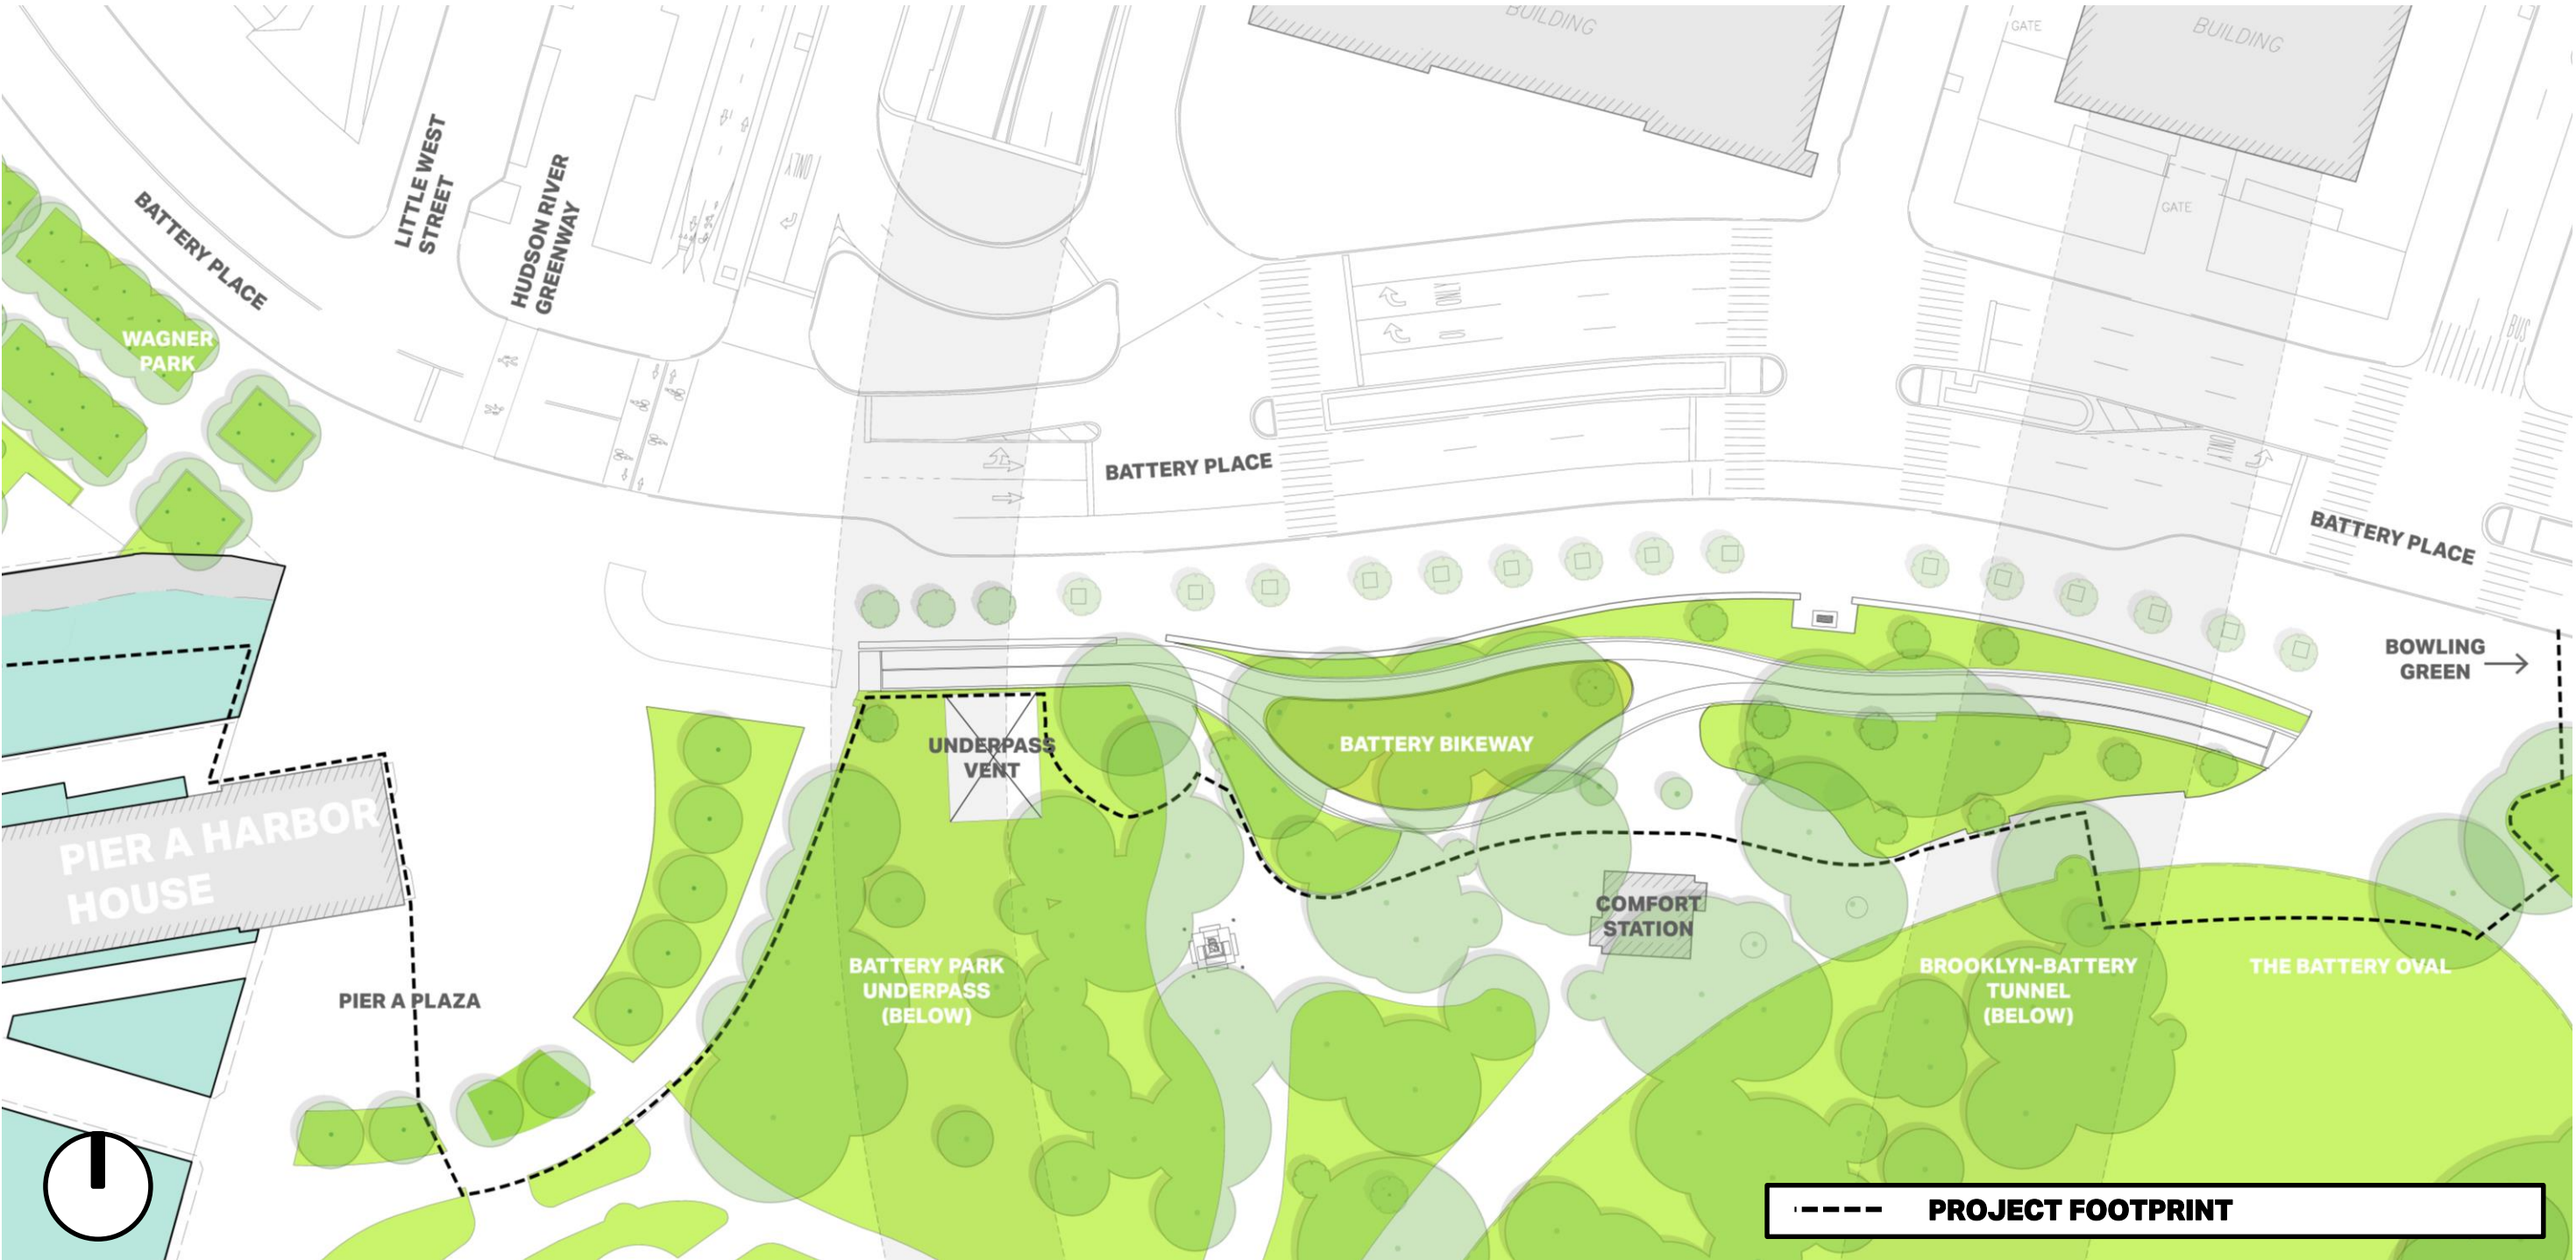 BUILDING
BUILDING
GATE
GATE
ONLY
BUS
LITTLE WEST
STREET
HUDSON RIVER
GREENWAY
BATTERY PLACE
WAGNER
PARK
ONLY
BATTERY PLACE
ONLY
BATTERY PLACE
BOWLING
GREEN
UNDERPASS
VENT
BATTERY BIKEWAY
PIER A HARBOR
HOUSE
COMFORT
STATION
PIER A PLAZA
BATTERY PARK
UNDERPASS
(BELOW)
BROOKLYN-BATTERY
TUNNEL
(BELOW)
THE BATTERY OVAL
PROJECT FOOTPRINT